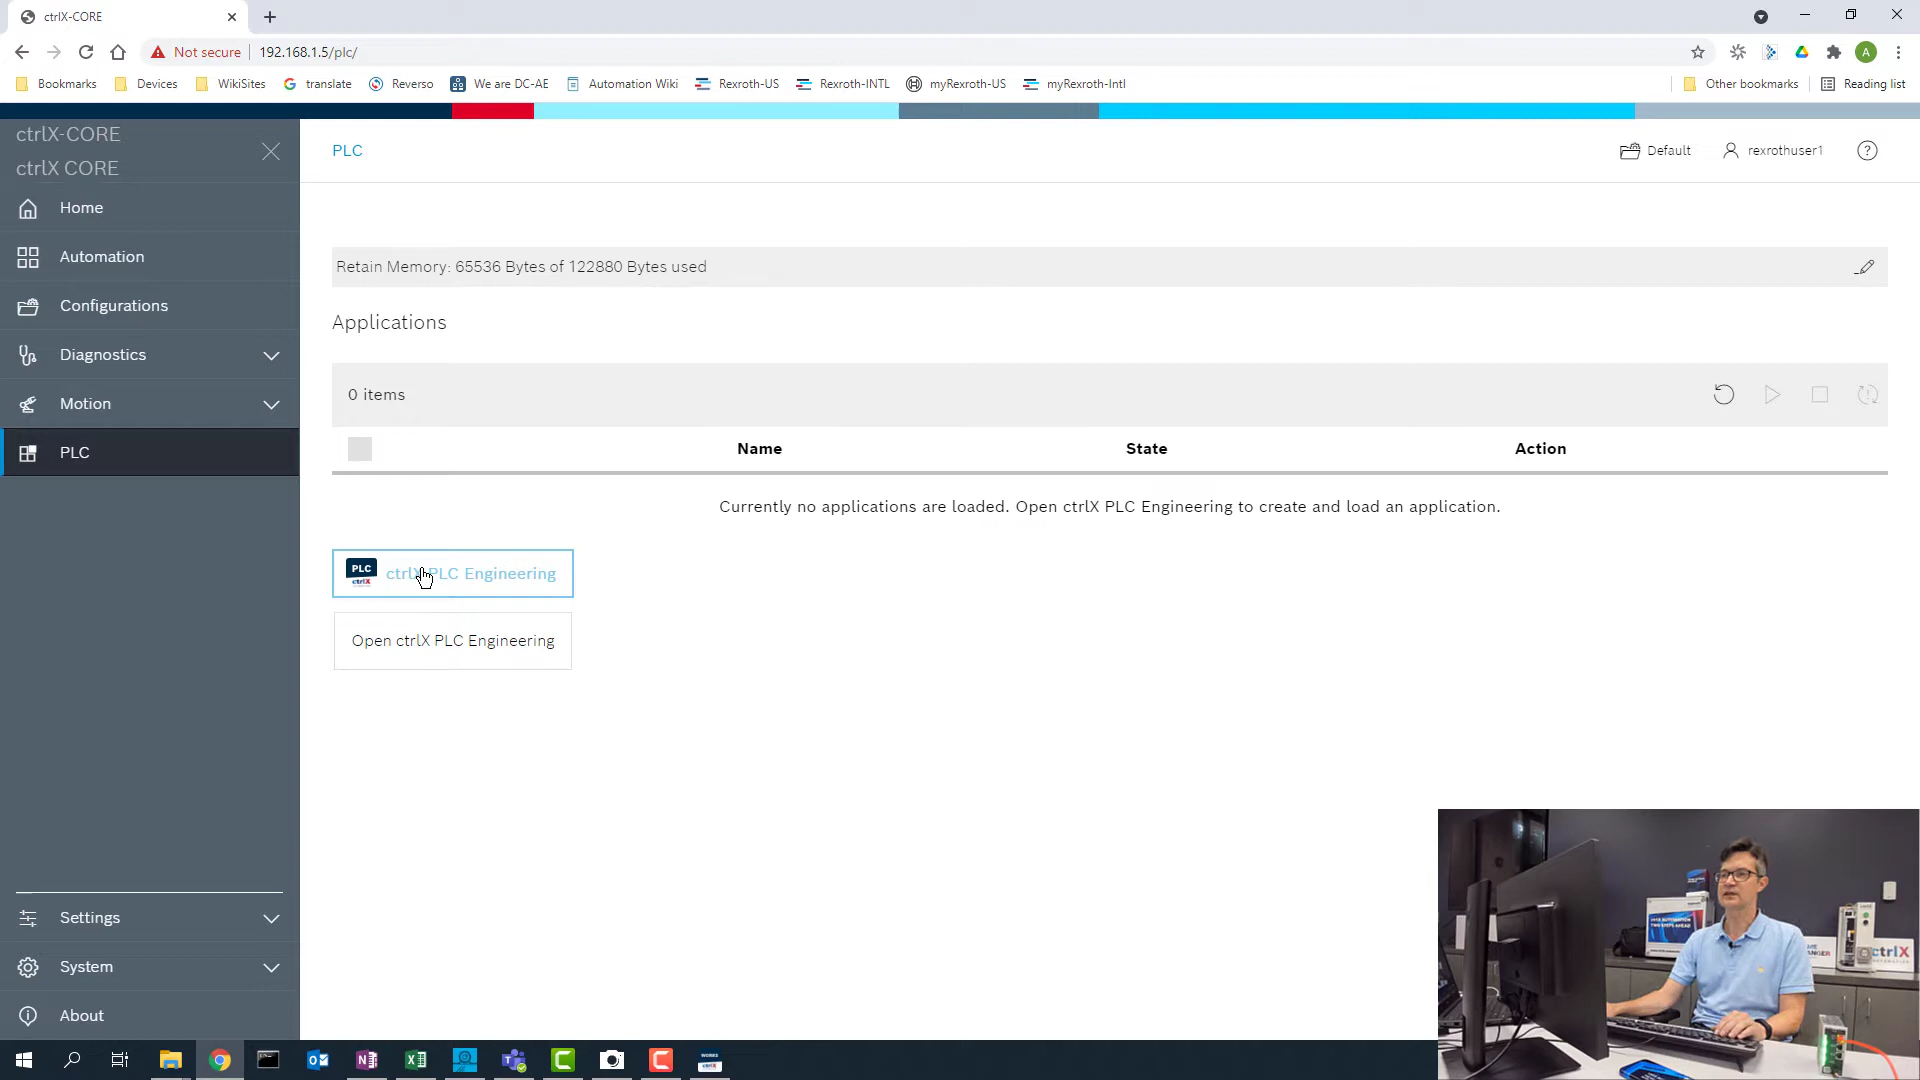 ctrlX-CORE
Not secure 192.168.1.5/plc/
A
Bookmarks Devices WikiSites translate Reverso We are DC-AE Automation Wiki Rexroth-US Rexroth-INTL myRexroth-US myRexroth-Intl Other bookmarks Reading list
ctrlX-CORE
ctrlX CORE
PLC
Default rexrothuser1
Home
Automation
Configurations
Diagnostics
Motion
PLC
Retain Memory: 65536 Bytes of 122880 Bytes used
Applications
0 items
Name State Action
Currently no applications are loaded. Open ctrlX PLC Engineering to create and load an application.
PLC
ctrlX
ctrlX PLC Engineering
Open ctrlX PLC Engineering
Settings
System
About
WORKS
ctrlX
ctrlX